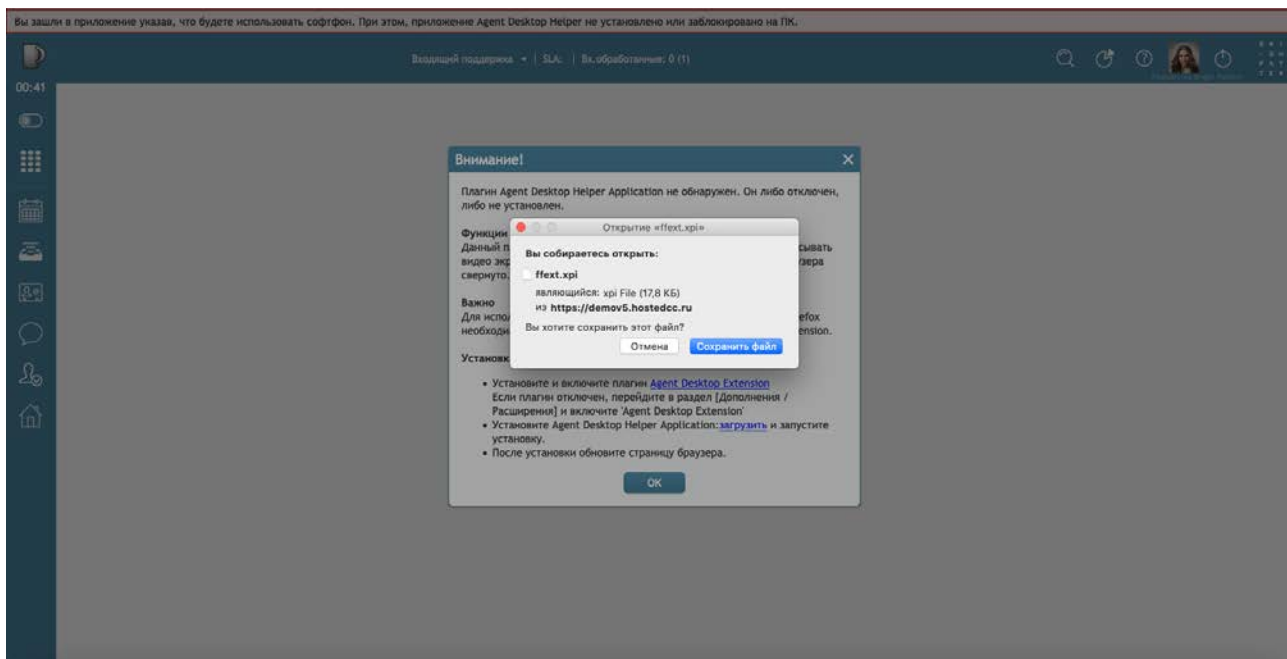 Вы зашли в приложение указав, что будете использовать софтфон. При этом, приложение Agent Desktop Helper не установлено или заблокировано на ПК.
Входящий поддержка | SLA: | Вх.обработанные: 0 (1)
00:41
Внимание!
Плагин Agent Desktop Helper Application не обнаружен. Он либо отключен,
либо не установлен.
Открытие «ffext.xpi»
Функции
Данный п
сывать
видео экр
узера
свернуто.
Вы собираетесь открыть:
ffext.xpi
являющийся: xpi File (17,8 КБ)
из https://demov5.hostedcc.ru
Важно
Для испо
efox
необходи
ension.
Вы хотите сохранить этот файл?
Отмена
Сохранить файл
Установк
• Установите и включите плагин Agent Desktop Extension
Если плагин отключен, перейдите в раздел [Дополнения /
Расширения] и включите 'Agent Desktop Extension'
• Установите Agent Desktop Helper Application:загрузить и запустите
установку.
• После установки обновите страницу браузера.
OK